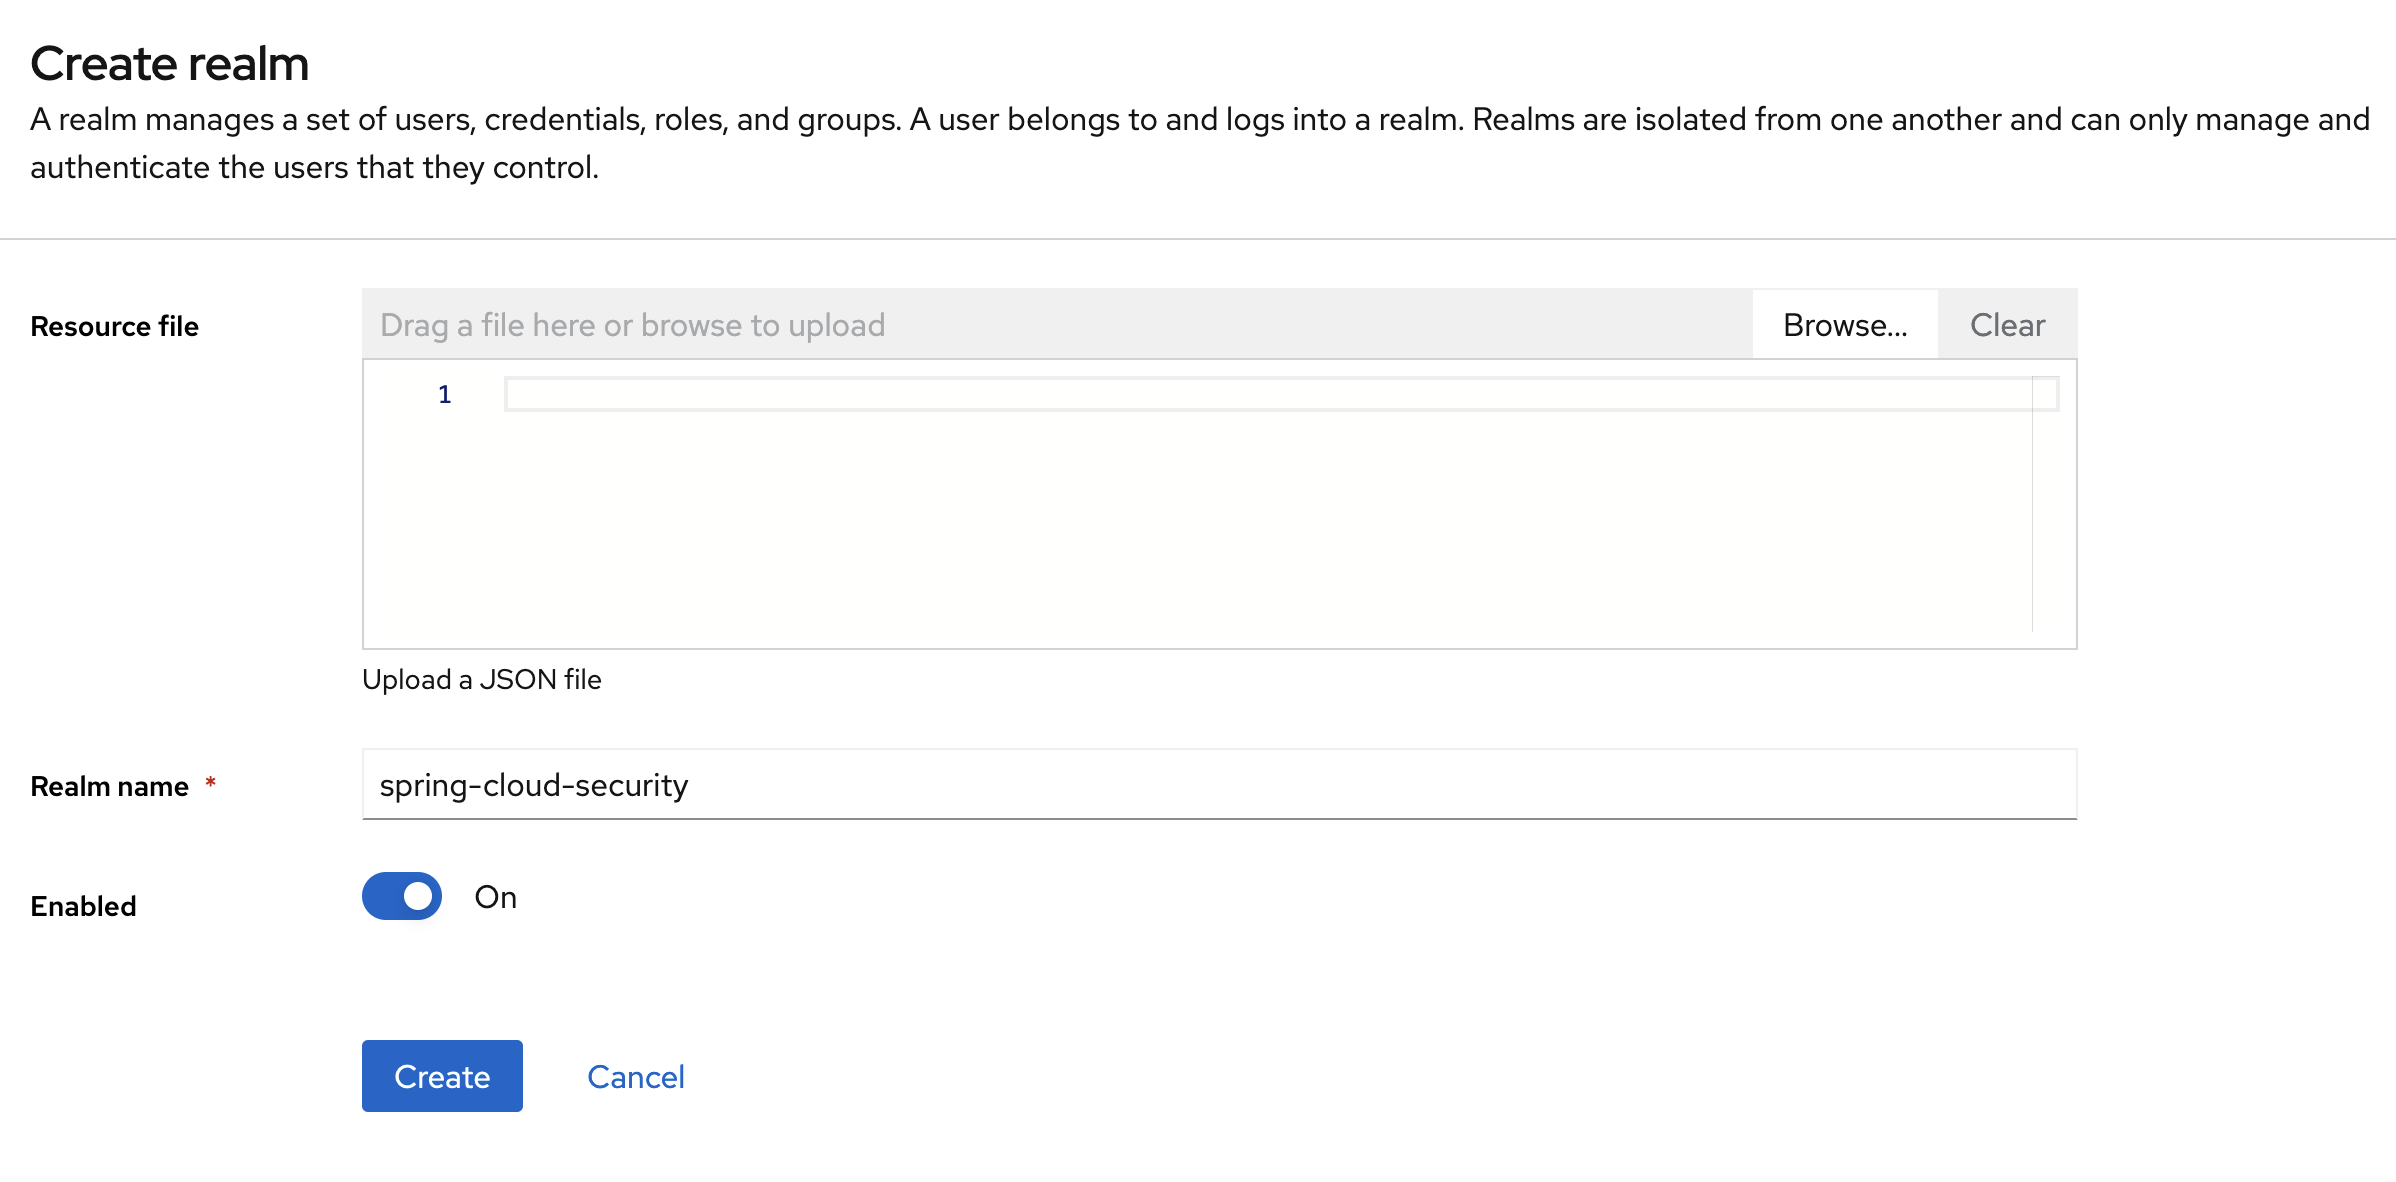 Create realm
A realm manages a set of users, credentials, roles, and groups. A user belongs to and logs into a realm. Realms are isolated from one another and can only manage and
authenticate the users that they control.
Resource file
Drag a file here or browse to upload
Browse...
Clear
1
Upload a JSON file
Realm name *
spring-cloud-security
Enabled
On
Create
Cancel